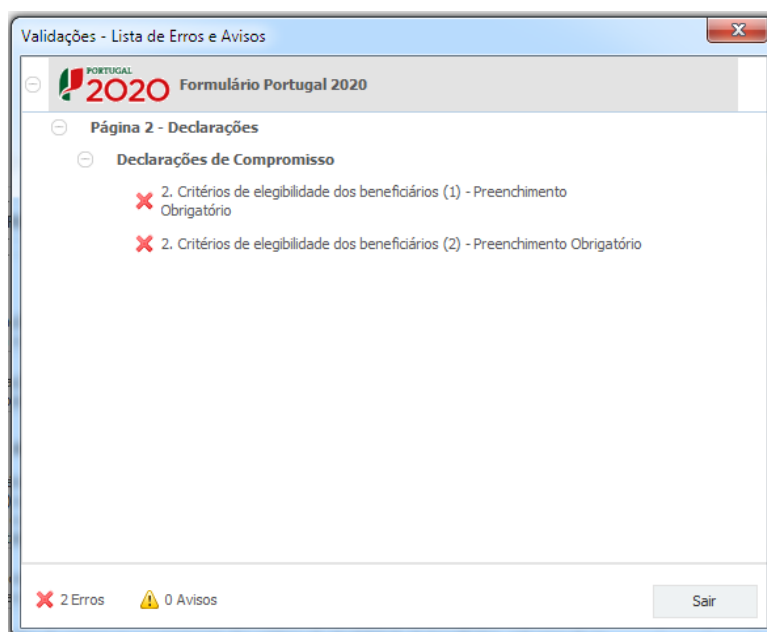 Validações - Lista de Erros e Avisos
PORTUGAL
2020
Formulário Portugal 2020
Página 2 - Declarações
Declarações de Compromisso
2. Critérios de elegibilidade dos beneficiários (1) - Preenchimento
Obrigatório
2. Critérios de elegibilidade dos beneficiários (2) - Preenchimento Obrigatório
2 Erros
0 Avisos
Sair